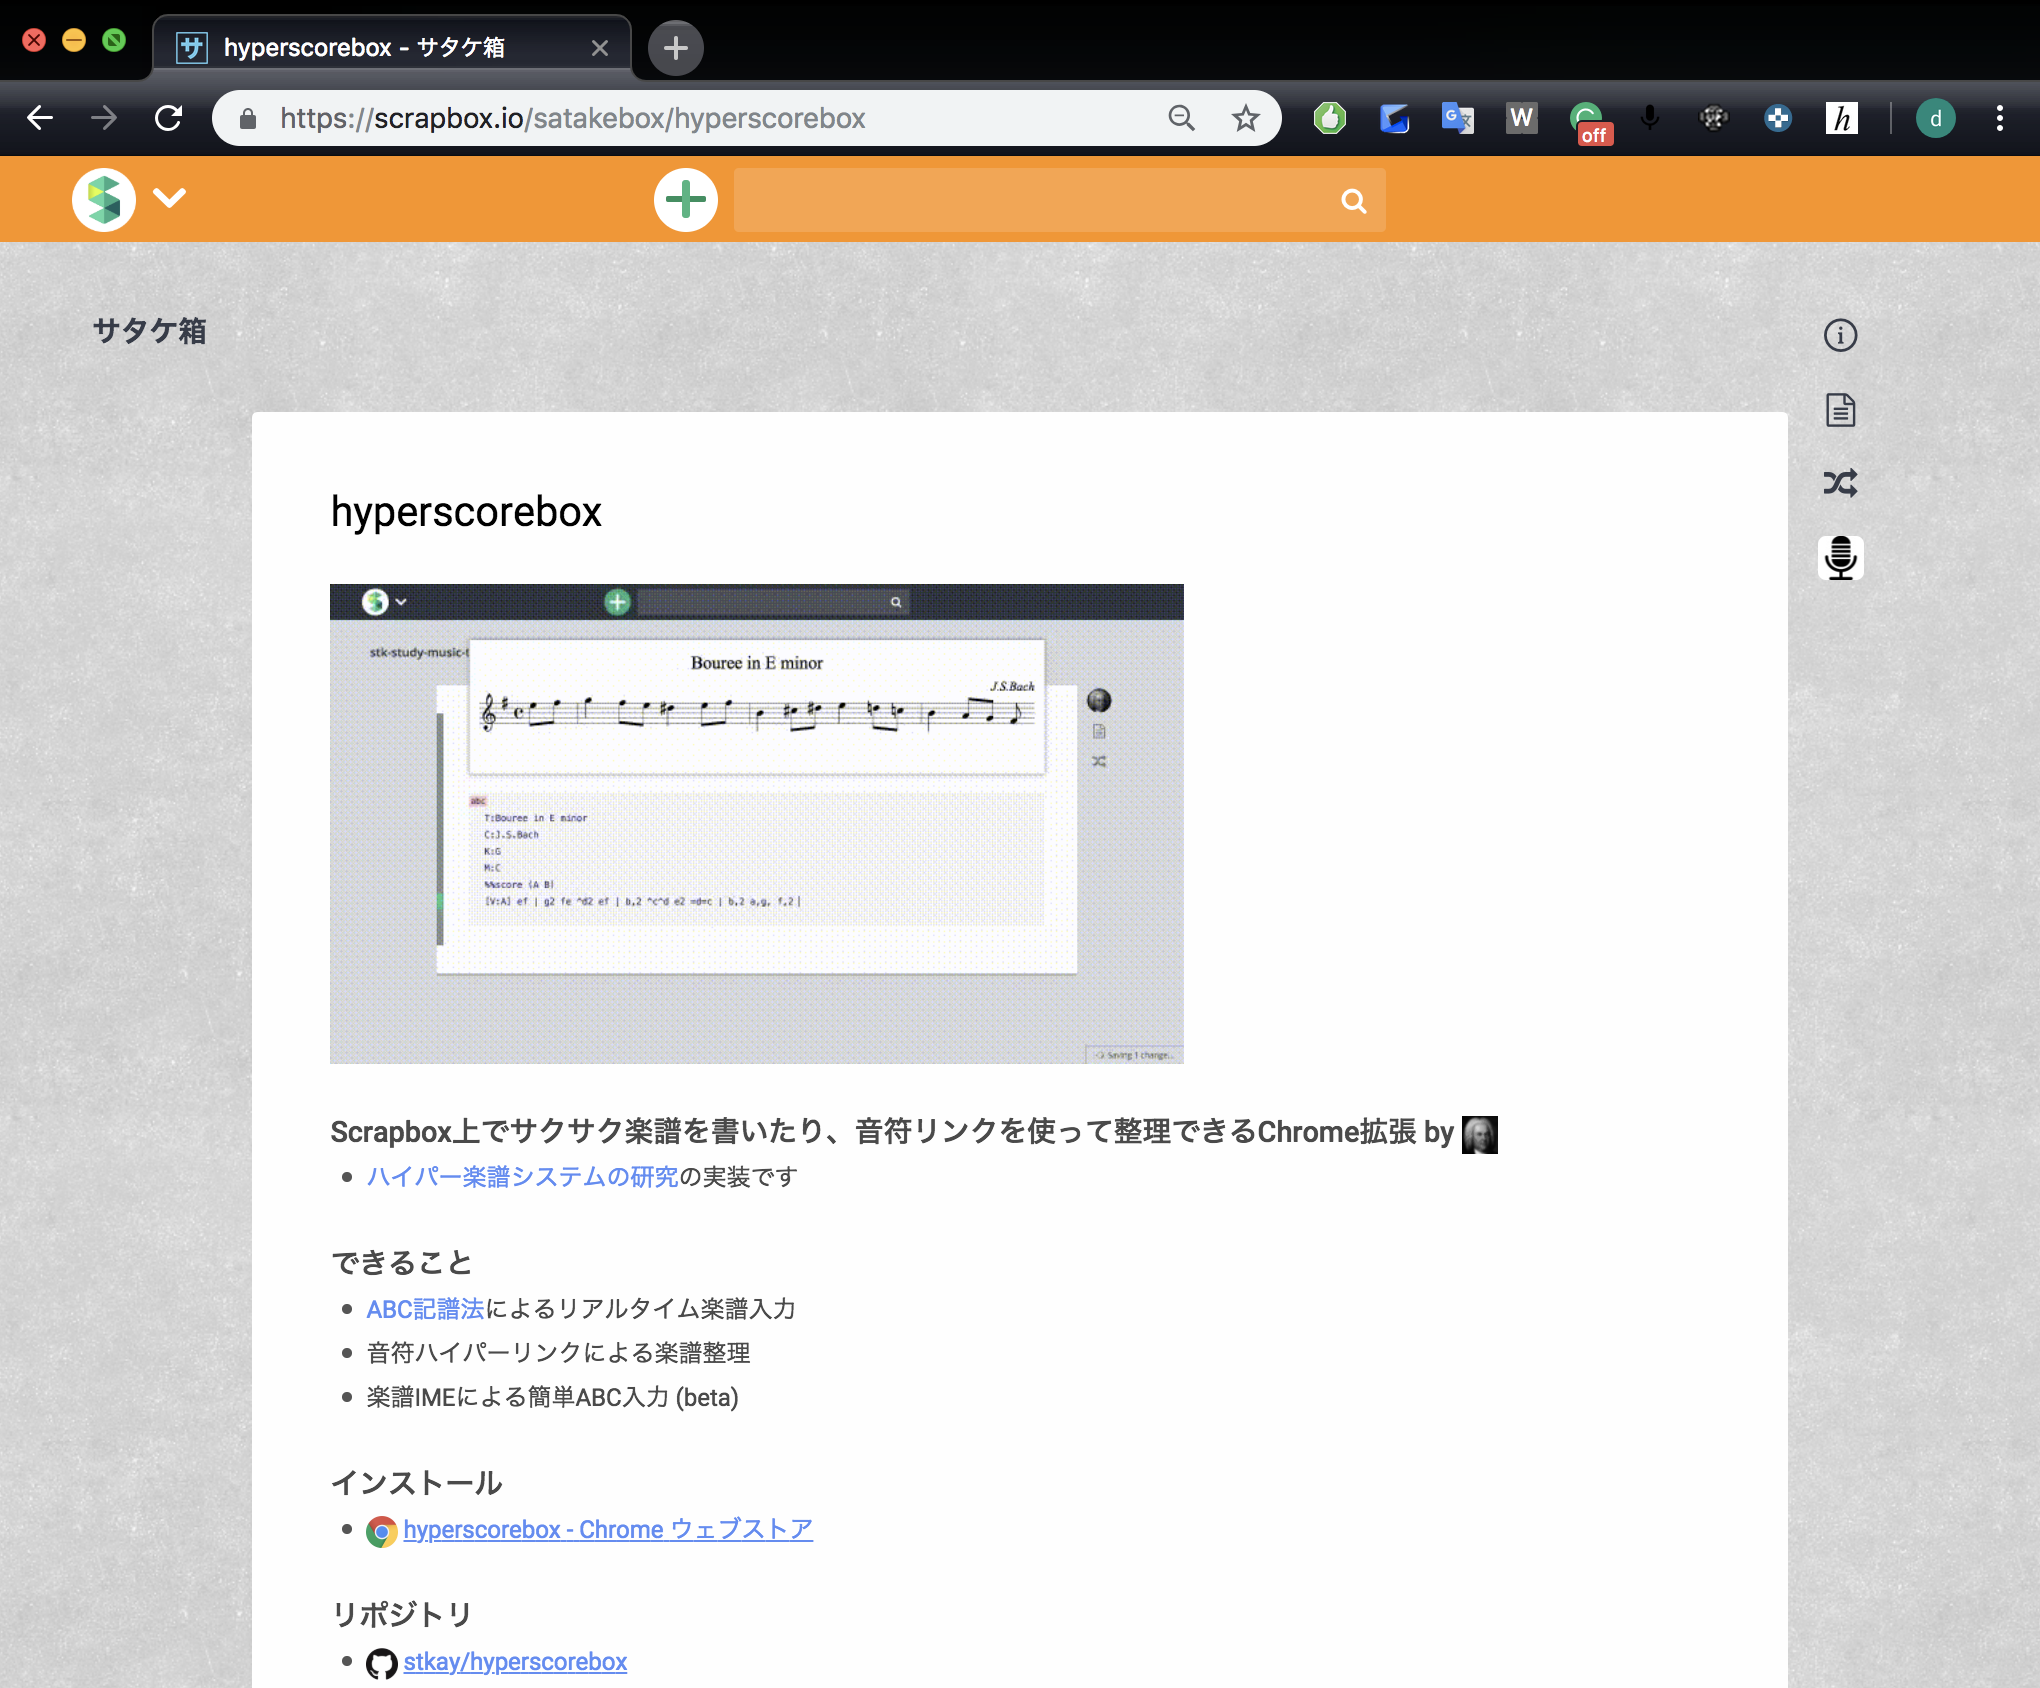 サ hyperscorebox - サタケ箱
https://scrapbox.io/satakebox/hyperscorebox
W
off
h
d
サタケ箱
hyperscorebox
stk-study-music-t
Bouree in E minor
J.S.Bach
abc
T:Bouree in E minor
C:J.S.Bach
K:G
M:C
%%score (A B)
[V:A] ef | g2 fe ^d2 ef | b,2 ^c^d e2 =d=c | b,2 a,g, f,2 |
Saving 1 change...
Scrapbox上でサクサク楽譜を書いたり、音符リンクを使って整理できるChrome拡張 by
• ハイパー楽譜システムの研究の実装です
できること
• ABC記譜法によるリアルタイム楽譜入力
• 音符ハイパーリンクによる楽譜整理
• 楽譜IMEによる簡単ABC入力 (beta)
インストール
• hyperscorebox - Chrome ウェブストア
リポジトリ
• stkay/hyperscorebox